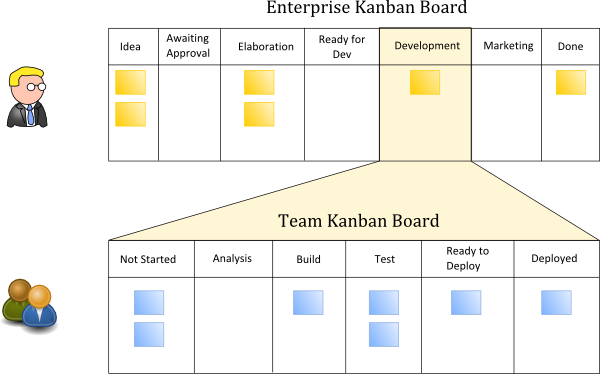 Enterprise Kanban Board
Idea
Awaiting
Approval
Elaboration
Ready for
Dev
Development
Marketing
Done
Team Kanban Board
Not Started
Analysis
Build
Test
Ready to
Deploy
Deployed